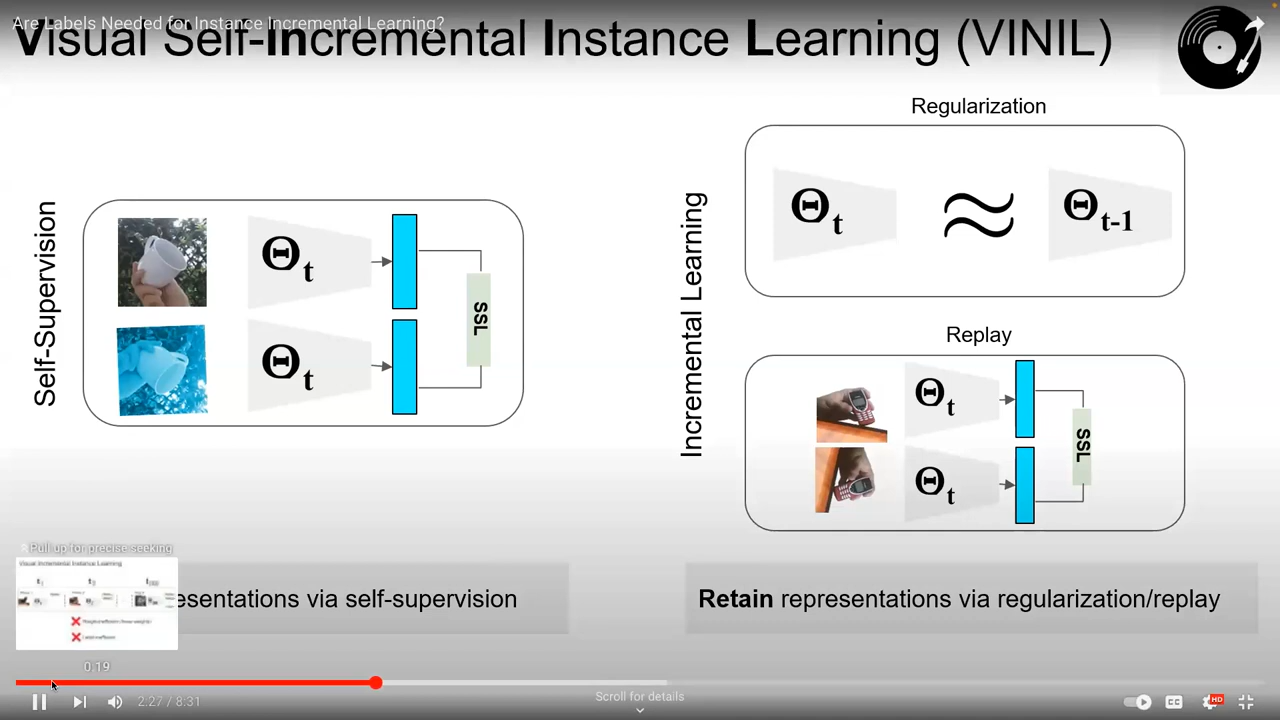 Are Labels Needed for Instance Incremental Learning?
Visual Self-Incremental Instance Learning (VINIL)
Self-Supervision
Θt
Θt
SSL
Incremental Learning
Regularization
Θt ≈ Θt-1
Replay
Θt
Θt
SSL
Pull up for precise seeking
Visual Incremental Instance Learning
esentations via self-supervision
Retain representations via regularization/replay
0:19
2:27 / 8:31
Scroll for details
CC
HD